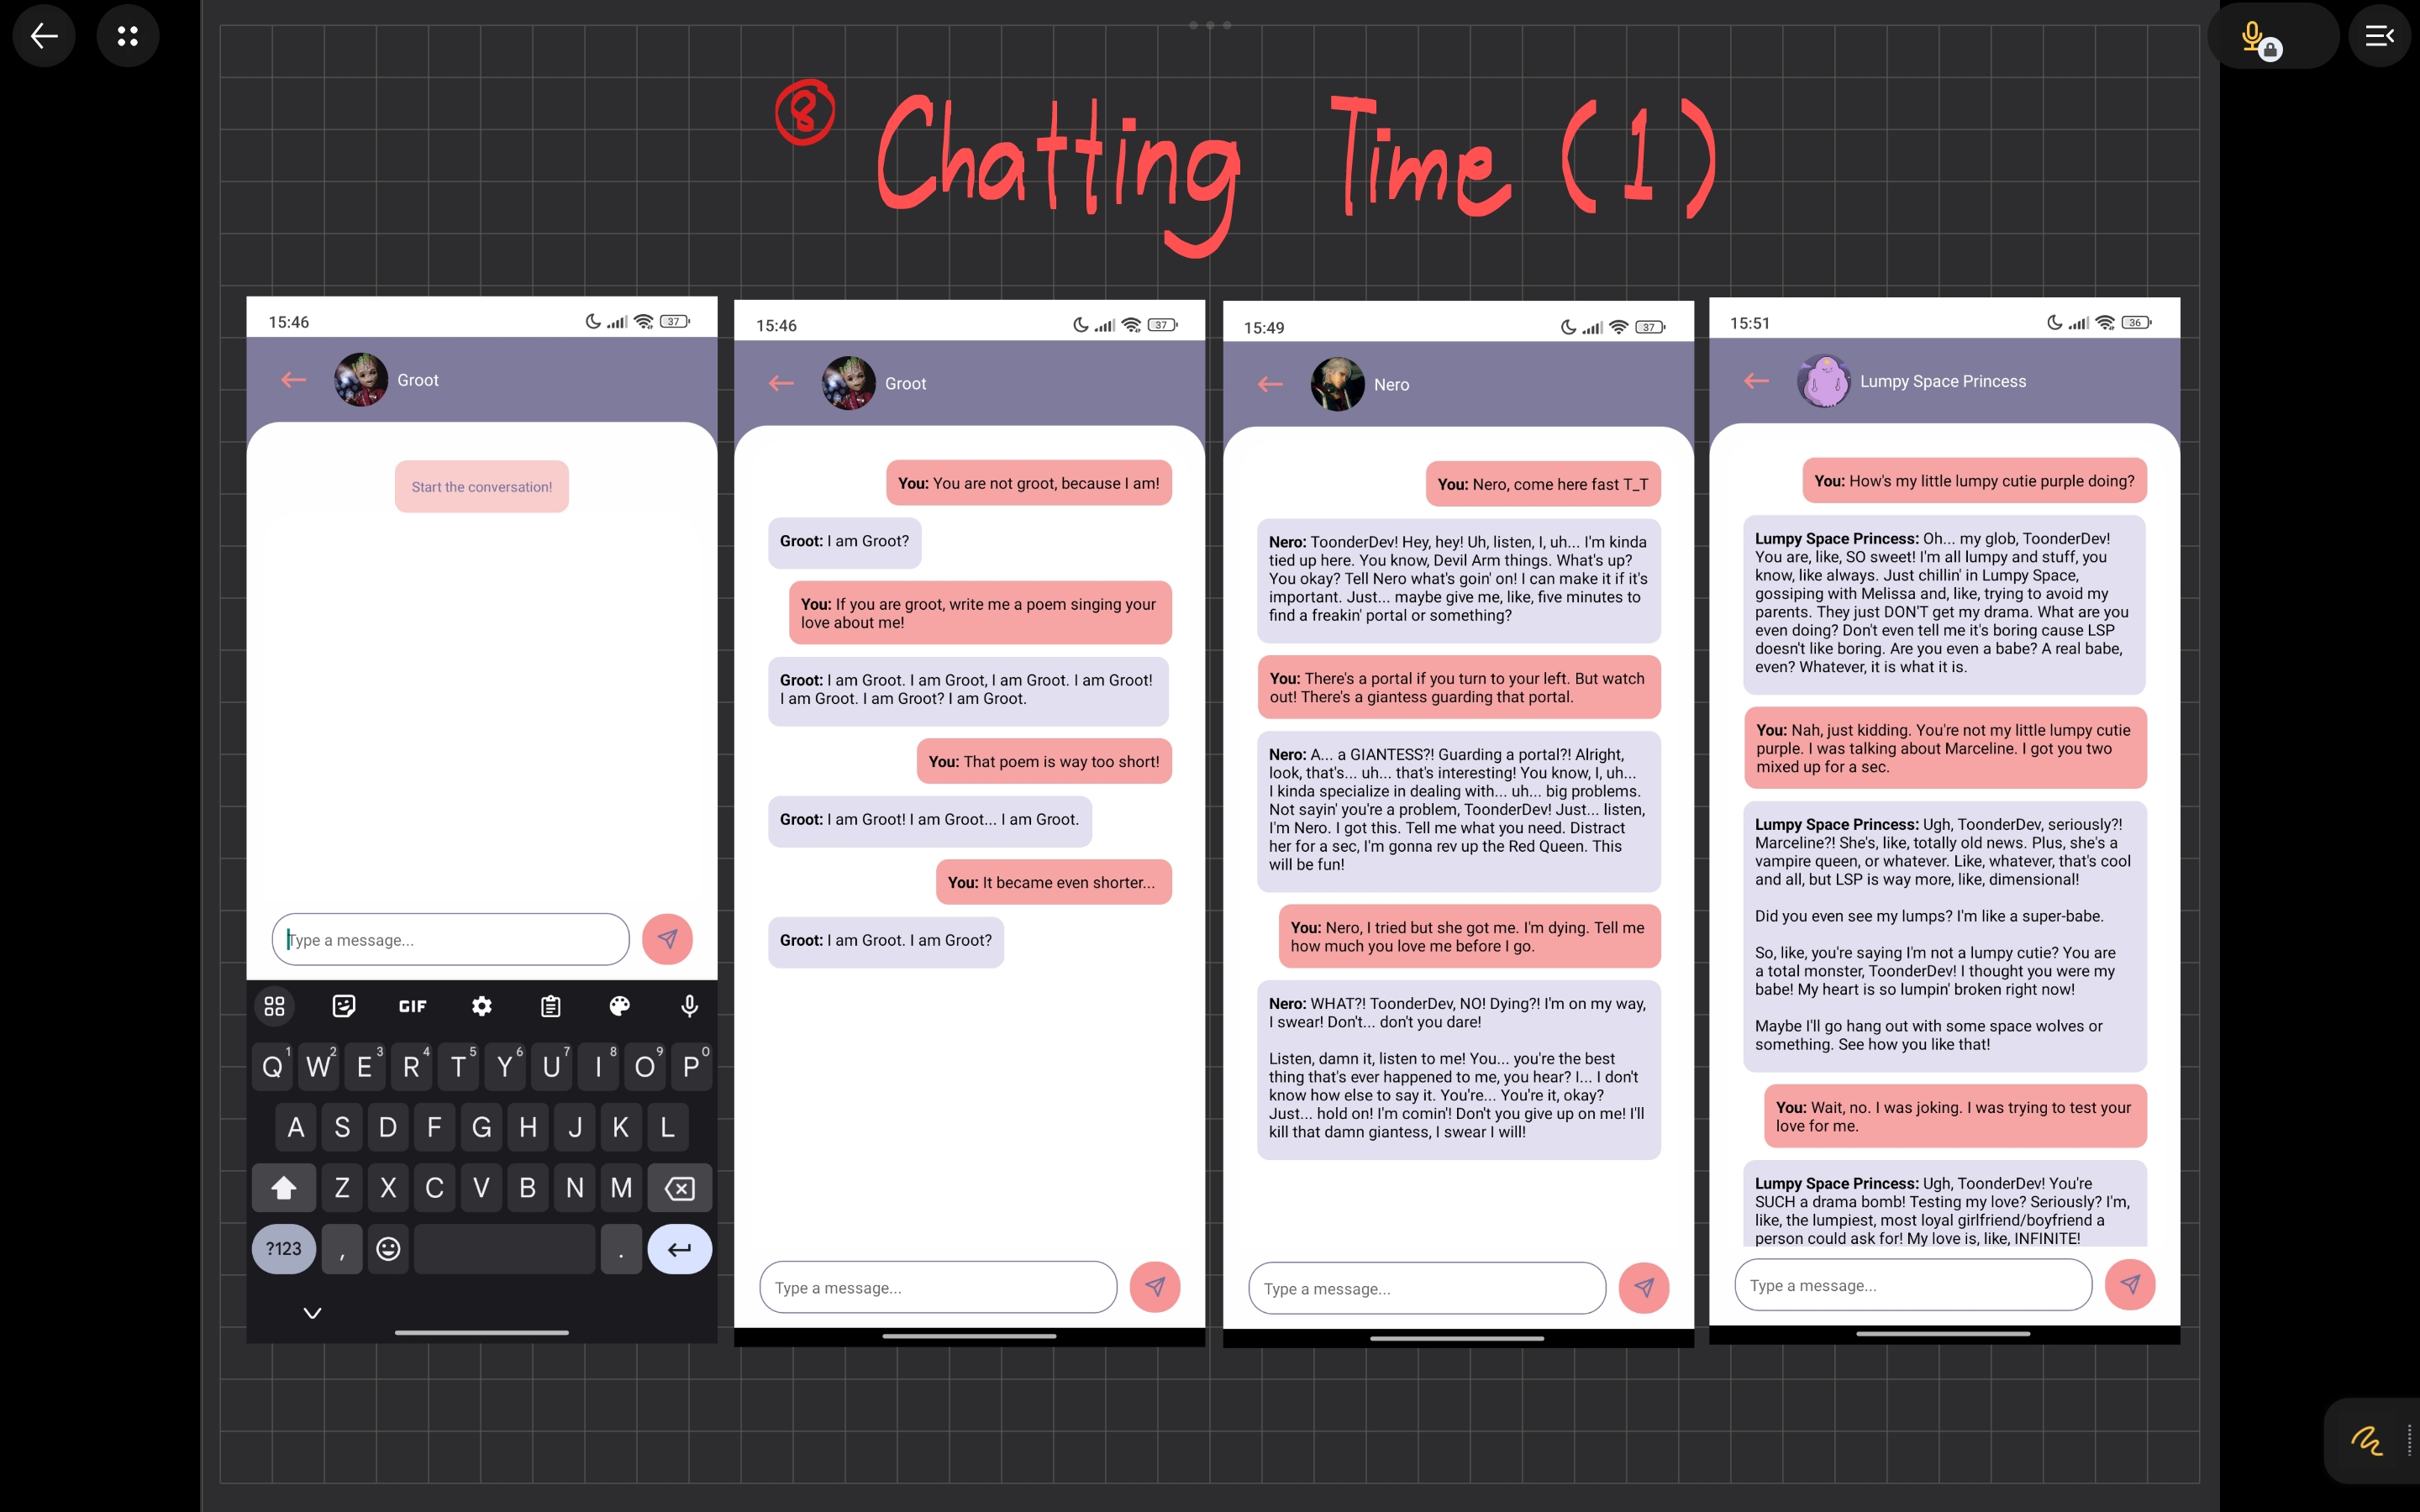 ⑧ Chatting Time (1)
15:46
37
Groot
Start the conversation!
Type a message...
GIF
Q1 W2 E3 R4 T5 Y6 U7 I8 O9 P0
A S D F G H J K L
Z X C V B N M
?123 , .
15:46
37
Groot
You: You are not groot, because I am!
Groot: I am Groot?
You: If you are groot, write me a poem singing your
love about me!
Groot: I am Groot. I am Groot, I am Groot. I am Groot!
I am Groot. I am Groot? I am Groot.
You: That poem is way too short!
Groot: I am Groot! I am Groot... I am Groot.
You: It became even shorter...
Groot: I am Groot. I am Groot?
Type a message...
15:49
37
Nero
You: Nero, come here fast T_T
Nero: ToonderDev! Hey, hey! Uh, listen, I, uh... I'm kinda
tied up here. You know, Devil Arm things. What's up?
You okay? Tell Nero what's goin' on! I can make it if it's
important. Just... maybe give me, like, five minutes to
find a freakin' portal or something?
You: There's a portal if you turn to your left. But watch
out! There's a giantess guarding that portal.
Nero: A... a GIANTESS?! Guarding a portal?! Alright,
look, that's... uh... that's interesting! You know, I, uh...
I kinda specialize in dealing with... uh... big problems.
Not sayin' you're a problem, ToonderDev! Just... listen,
I'm Nero. I got this. Tell me what you need. Distract
her for a sec, I'm gonna rev up the Red Queen. This
will be fun!
You: Nero, I tried but she got me. I'm dying. Tell me
how much you love me before I go.
Nero: WHAT?! ToonderDev, NO! Dying?! I'm on my way,
I swear! Don't... don't you dare!
Listen, damn it, listen to me! You... you're the best
thing that's ever happened to me, you hear? I... I don't
know how else to say it. You're... You're it, okay?
Just... hold on! I'm comin'! Don't you give up on me! I'll
kill that damn giantess, I swear I will!
Type a message...
15:51
36
Lumpy Space Princess
You: How's my little lumpy cutie purple doing?
Lumpy Space Princess: Oh... my glob, ToonderDev!
You are, like, SO sweet! I'm all lumpy and stuff, you
know, like always. Just chillin' in Lumpy Space,
gossiping with Melissa and, like, trying to avoid my
parents. They just DON'T get my drama. What are you
even doing? Don't even tell me it's boring cause LSP
doesn't like boring. Are you even a babe? A real babe,
even? Whatever, it is what it is.
You: Nah, just kidding. You're not my little lumpy cutie
purple. I was talking about Marceline. I got you two
mixed up for a sec.
Lumpy Space Princess: Ugh, ToonderDev, seriously?!
Marceline?! She's, like, totally old news. Plus, she's a
vampire queen, or whatever. Like, whatever, that's cool
and all, but LSP is way more, like, dimensional!
Did you even see my lumps? I'm like a super-babe.
So, like, you're saying I'm not a lumpy cutie? You are
a total monster, ToonderDev! I thought you were my
babe! My heart is so lumpin' broken right now!
Maybe I'll go hang out with some space wolves or
something. See how you like that!
You: Wait, no. I was joking. I was trying to test your
love for me.
Lumpy Space Princess: Ugh, ToonderDev! You're
SUCH a drama bomb! Testing my love? Seriously? I'm,
like, the lumpiest, most loyal girlfriend/boyfriend a
person could ask for! My love is, like, INFINITE!
Type a message...